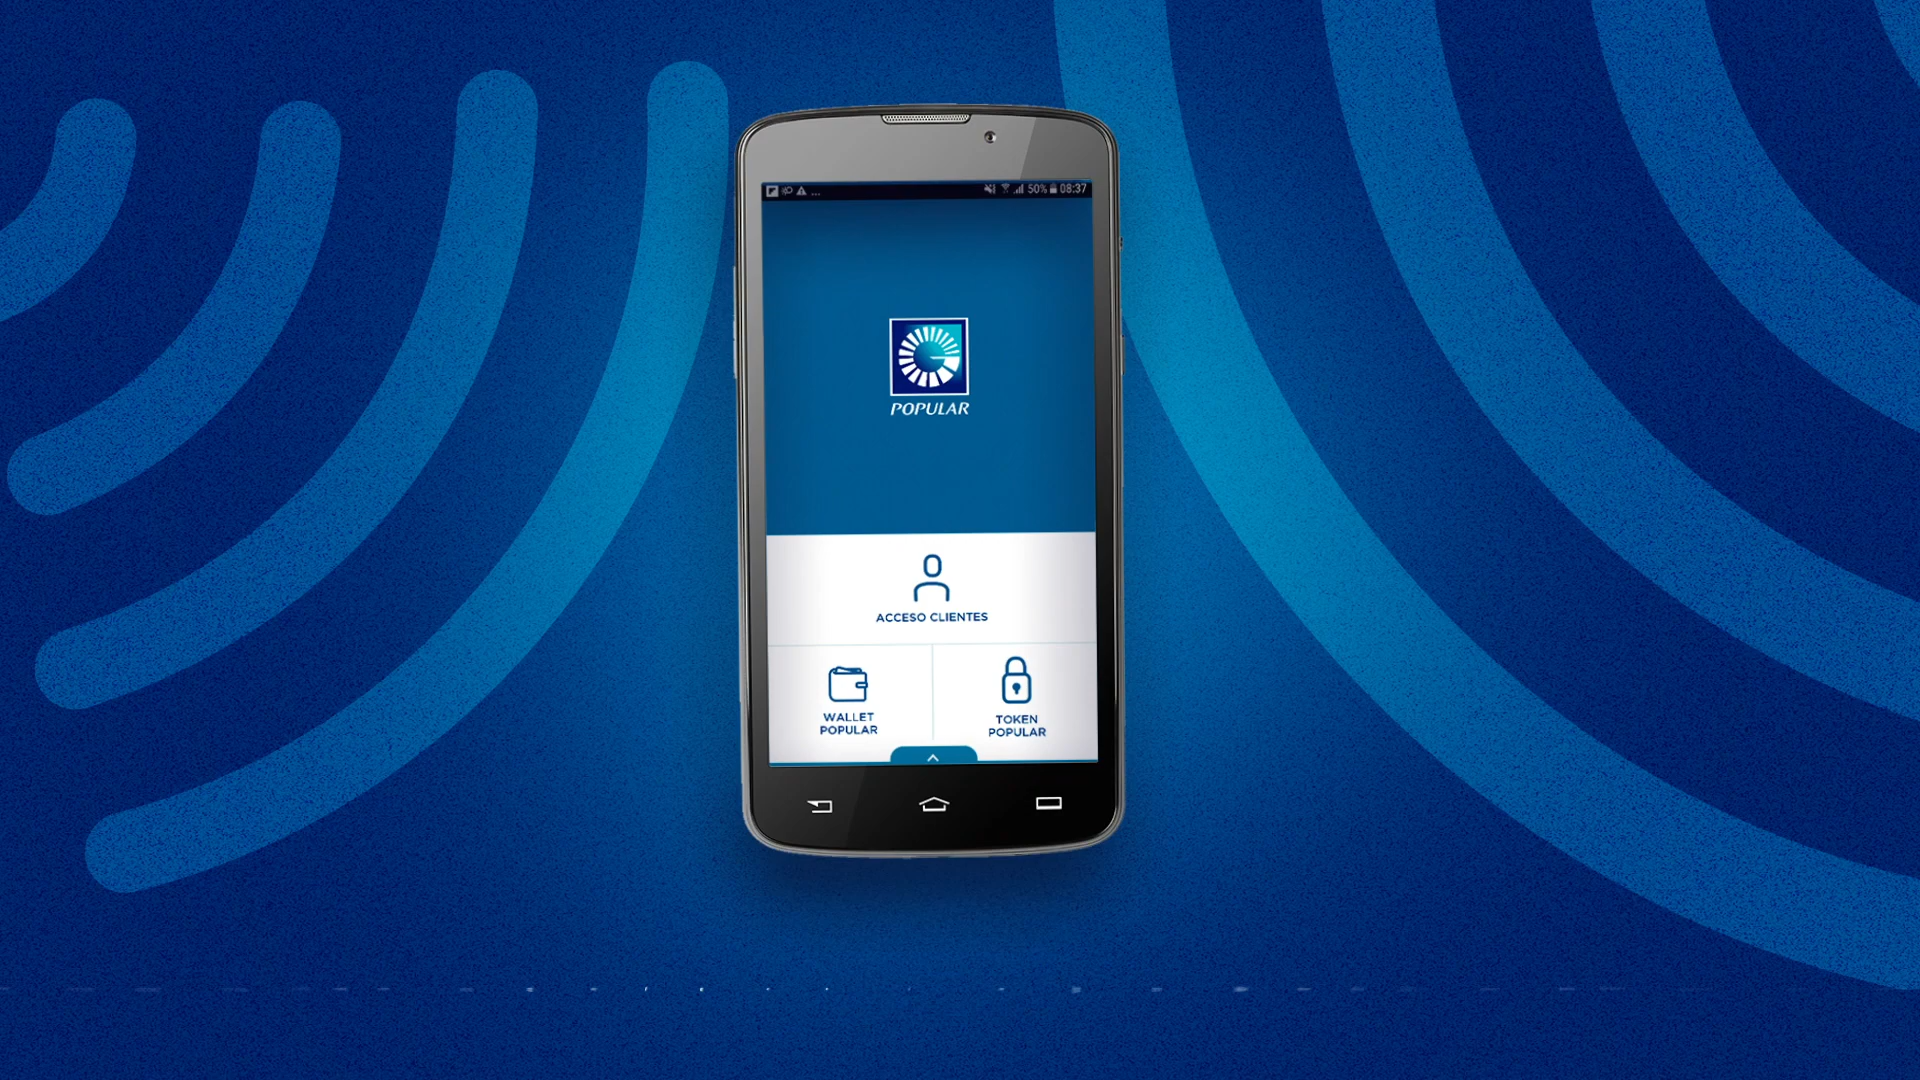 ... 50% 08:37
POPULAR
ACCESO CLIENTES
WALLET
POPULAR
TOKEN
POPULAR